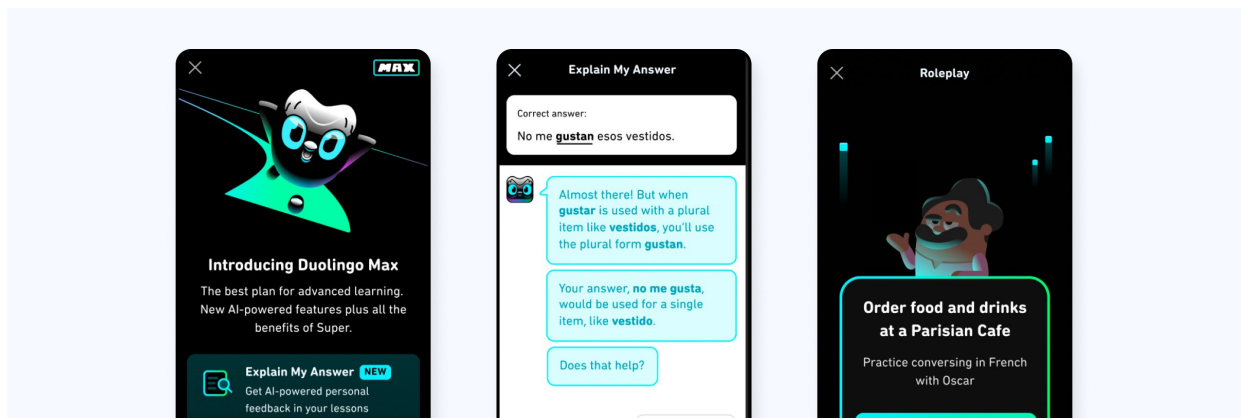 MAX
Introducing Duolingo Max
The best plan for advanced learning.
New AI-powered features plus all the
benefits of Super.
Explain My Answer NEW
Get AI-powered personal
feedback in your lessons
Explain My Answer
Correct answer:
No me gustan esos vestidos.
Almost there! But when
gustar is used with a plural
item like vestidos, you'll use
the plural form gustan.
Your answer, no me gusta,
would be used for a single
item, like vestido.
Does that help?
Roleplay
Order food and drinks
at a Parisian Cafe
Practice conversing in French
with Oscar